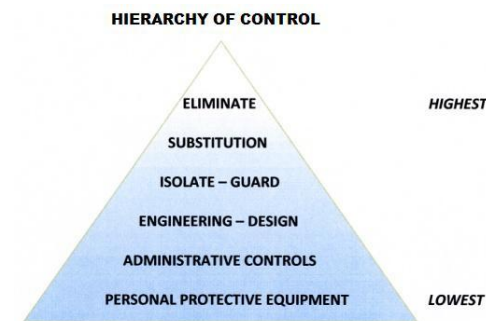 HIERARCHY OF CONTROL
ELIMINATE HIGHEST
SUBSTITUTION
ISOLATE – GUARD
ENGINEERING – DESIGN
ADMINISTRATIVE CONTROLS
PERSONAL PROTECTIVE EQUIPMENT LOWEST